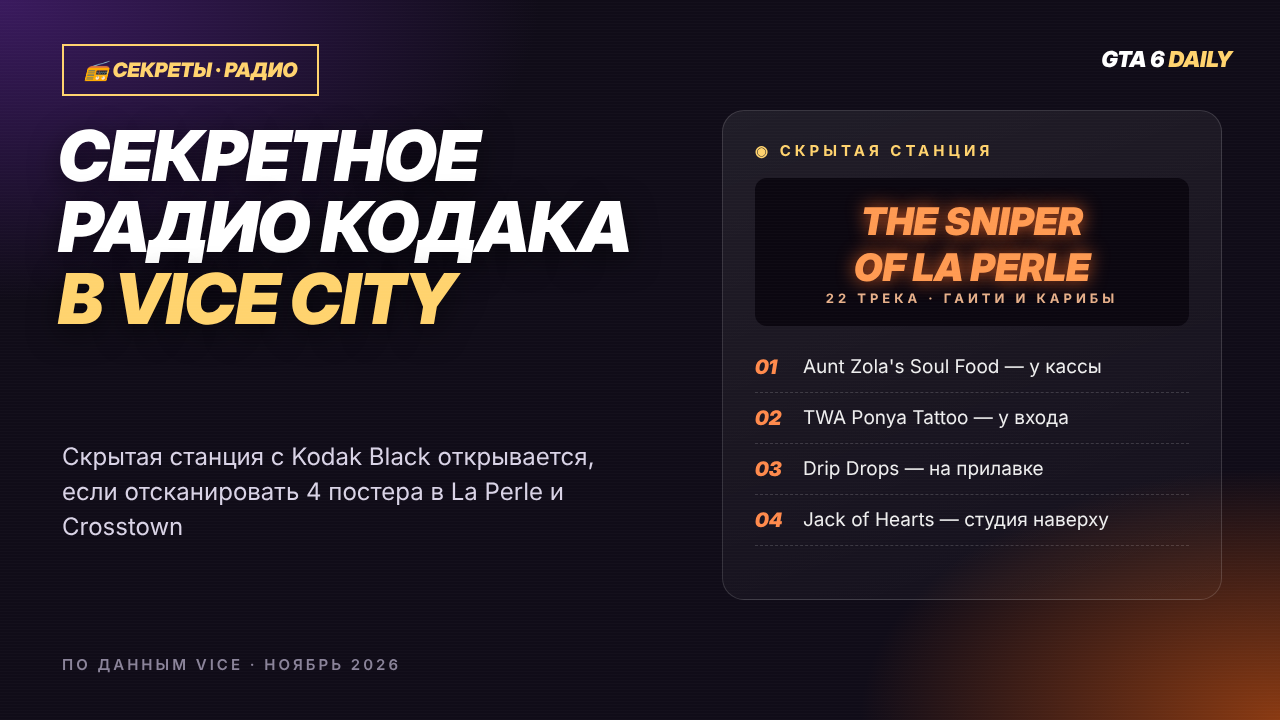 📻 СЕКРЕТЫ · РАДИО
GTA 6 DAILY
СЕКРЕТНОЕ
РАДИО КОДАКА
В VICE CITY
Скрытая станция с Kodak Black открывается,
если отсканировать 4 постера в La Perle и
Crosstown
ПО ДАННЫМ VICE · НОЯБРЬ 2026
◉ СКРЫТАЯ СТАНЦИЯ
THE SNIPER
OF LA PERLE
22 ТРЕКА · ГАИТИ И КАРИБЫ
01 Aunt Zola's Soul Food — у кассы
02 TWA Ponya Tattoo — у входа
03 Drip Drops — на прилавке
04 Jack of Hearts — студия наверху